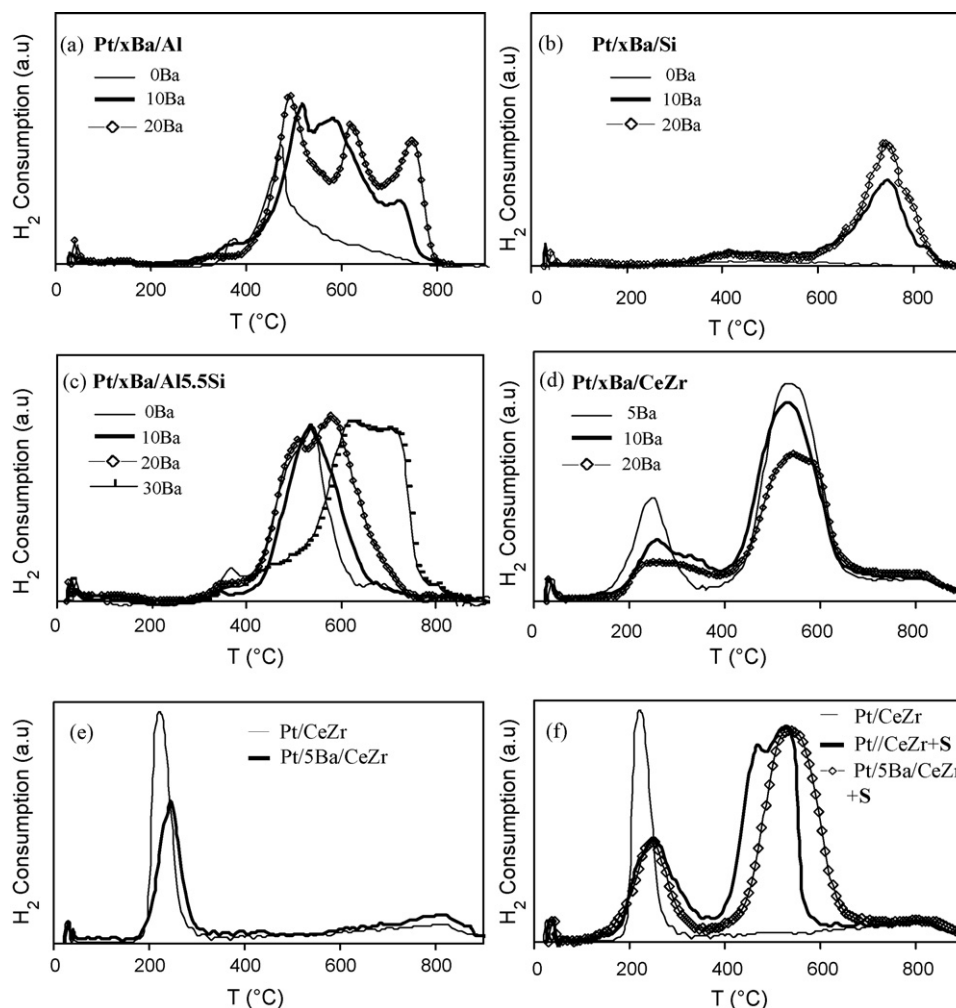 (a) Pt/xBa/Al
0Ba
10Ba
20Ba
H2 Consumption (a.u)
0 200 400 600 800
T (°C)
(b) Pt/xBa/Si
0Ba
10Ba
20Ba
H2 Consumption (a.u)
0 200 400 600 800
T (°C)
(c) Pt/xBa/Al5.5Si
0Ba
10Ba
20Ba
30Ba
H2 Consumption (a.u)
0 200 400 600 800
T (°C)
(d) Pt/xBa/CeZr
5Ba
10Ba
20Ba
H2 Consumption (a.u)
0 200 400 600 800
T (°C)
(e)
Pt/CeZr
Pt/5Ba/CeZr
H2 Consumption (a.u)
0 200 400 600 800
T (°C)
(f)
Pt/CeZr
Pt//CeZr+S
Pt/5Ba/CeZr
+S
H2 Consumption (a.u)
0 200 400 600 800
T (°C)